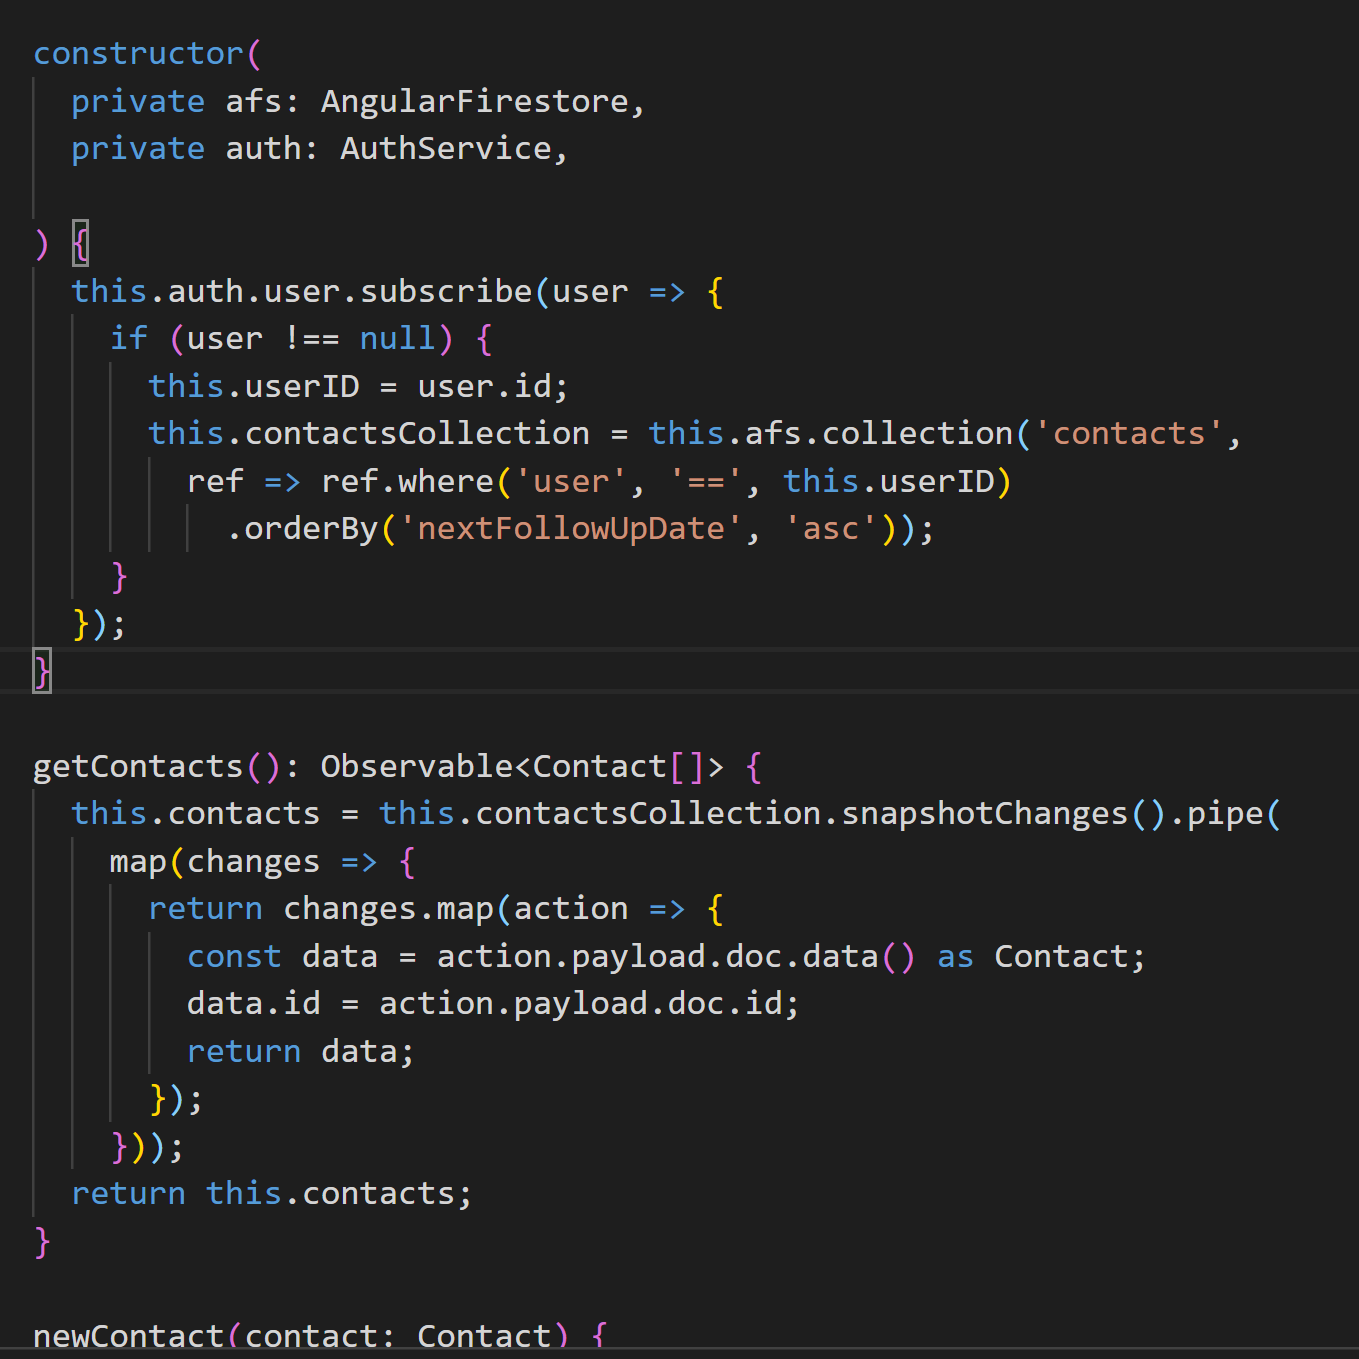 constructor(
private afs: AngularFirestore,
private auth: AuthService,
) {
this.auth.user.subscribe(user => {
if (user !== null) {
this.userID = user.id;
this.contactsCollection = this.afs.collection('contacts',
ref => ref.where('user', '==', this.userID)
.orderBy('nextFollowUpDate', 'asc'));
}
});
}
getContacts(): Observable<Contact[]> {
this.contacts = this.contactsCollection.snapshotChanges().pipe(
map(changes => {
return changes.map(action => {
const data = action.payload.doc.data() as Contact;
data.id = action.payload.doc.id;
return data;
});
}));
return this.contacts;
}
newContact(contact: Contact) {